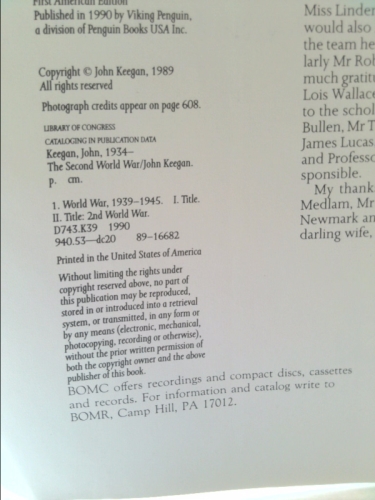 First American Edition
Published in 1990 by Viking Penguin,
a division of Penguin Books USA Inc.
Copyright © John Keegan, 1989
All rights reserved
Photograph credits appear on page 608.
LIBRARY OF CONGRESS
CATALOGING IN PUBLICATION DATA
Keegan, John, 1934–
The Second World War/John Keegan.
p. cm.
1. World War, 1939–1945. I. Title.
II. Title: 2nd World War.
D743.K39 1990
940.53—dc20 89-16682
Printed in the United States of America
Without limiting the rights under
copyright reserved above, no part of
this publication may be reproduced,
stored in or introduced into a retrieval
system, or transmitted, in any form or
by any means (electronic, mechanical,
photocopying, recording or otherwise),
without the prior written permission of
both the copyright owner and the above
publisher of this book.
BOMC offers recordings and compact discs, cassettes
and records. For information and catalog write to
BOMR, Camp Hill, PA 17012.
Miss Linder
would also
the team he
larly Mr Rob
much gratit
Lois Wallace
to the schol
Bullen, Mr T
James Lucas
and Professo
sponsible.
My thank
Medlam, Mr
Newmark an
darling wife,